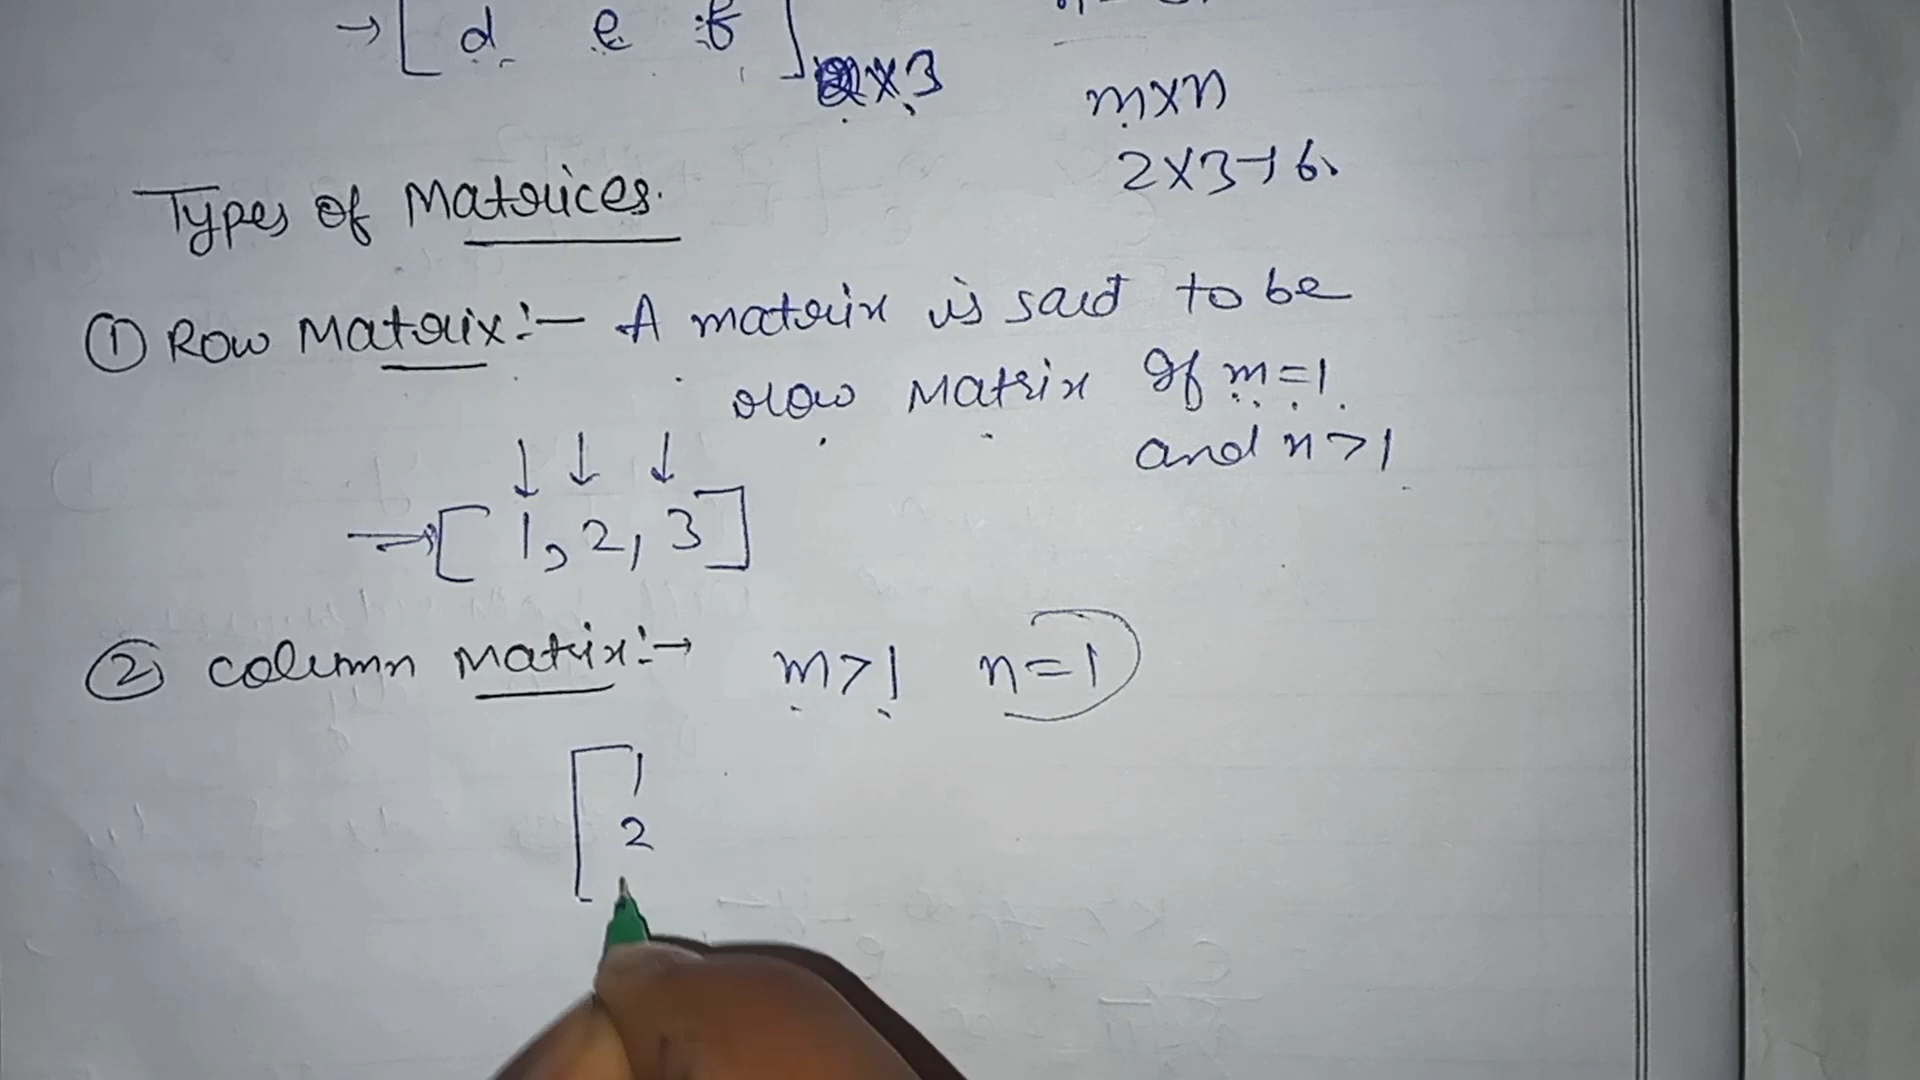 →[ d e f ]2×3
m×n
2×3→6
Types of Matrices.
① Row Matrix:- A matrix is said to be
row Matrix If m=1
and n>1
↓ ↓ ↓
→[ 1, 2, 3 ]
② column Matrix:→ m>1 n=1
[ 1
2